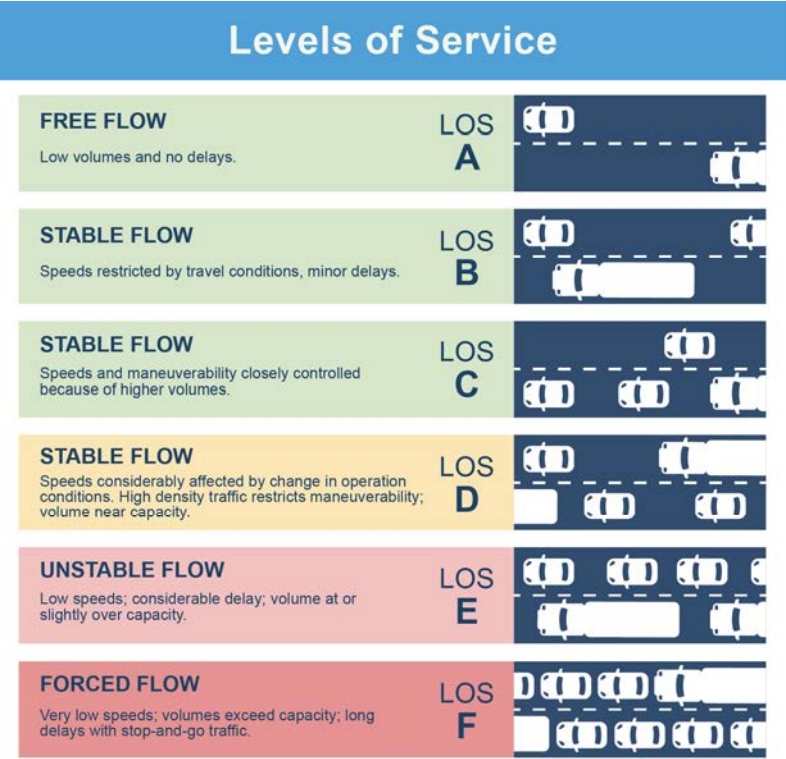 Levels of Service
FREE FLOW
Low volumes and no delays.
LOS
A
STABLE FLOW
Speeds restricted by travel conditions, minor delays.
LOS
B
STABLE FLOW
Speeds and maneuverability closely controlled
because of higher volumes.
LOS
C
STABLE FLOW
Speeds considerably affected by change in operation
conditions. High density traffic restricts maneuverability;
volume near capacity.
LOS
D
UNSTABLE FLOW
Low speeds; considerable delay; volume at or
slightly over capacity.
LOS
E
FORCED FLOW
Very low speeds; volumes exceed capacity; long
delays with stop-and-go traffic.
LOS
F